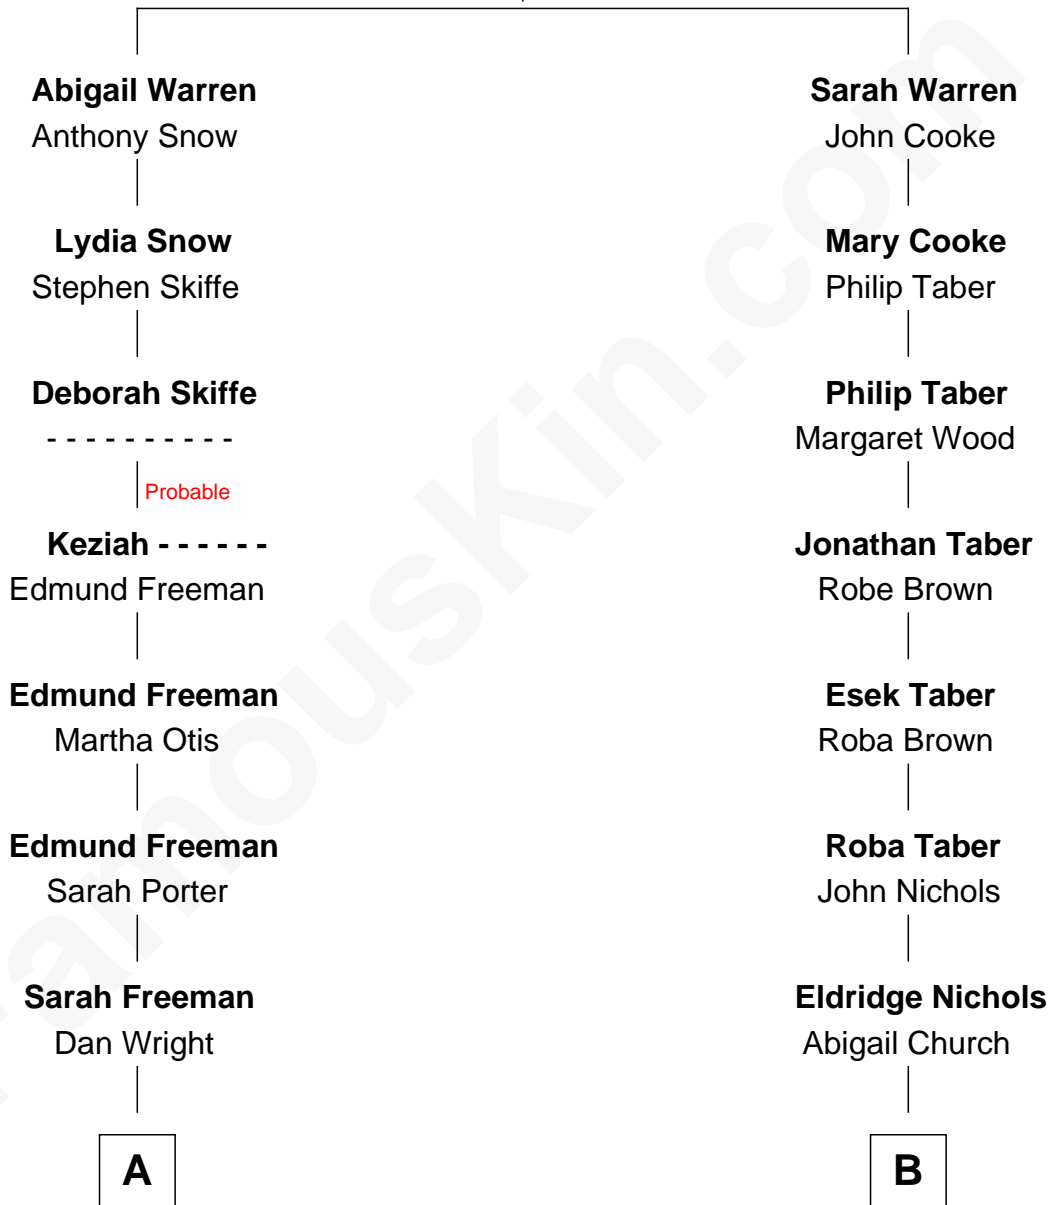 Abigail Warren
Anthony Snow
Sarah Warren
John Cooke
Lydia Snow
Stephen Skiffe
Mary Cooke
Philip Taber
Deborah Skiffe
- - - - - - - - - -
Philip Taber
Margaret Wood
Probable
Keziah - - - - - -
Edmund Freeman
Jonathan Taber
Robe Brown
Edmund Freeman
Martha Otis
Esek Taber
Roba Brown
Edmund Freeman
Sarah Porter
Roba Taber
John Nichols
Sarah Freeman
Dan Wright
Eldridge Nichols
Abigail Church
A
B
FamousKin.com